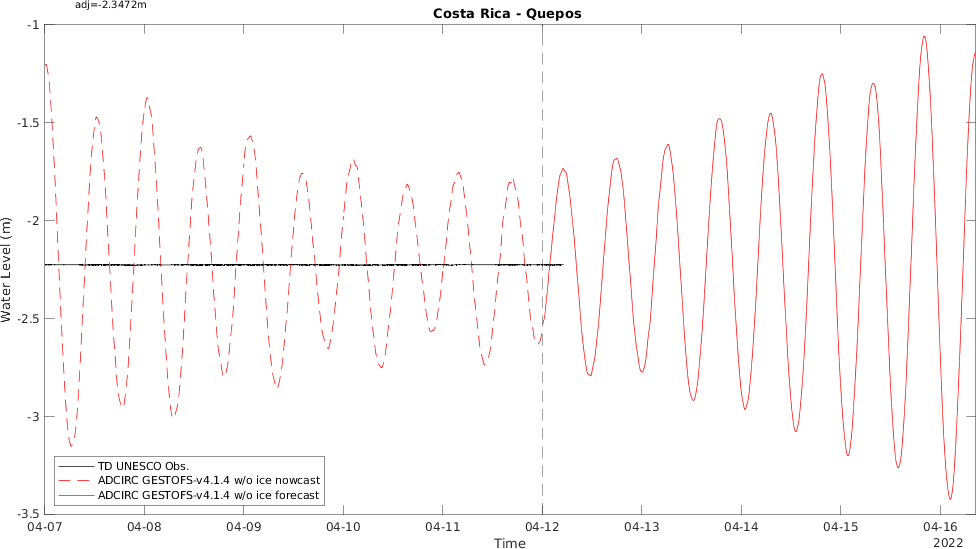 adj=-2.3472m
Costa Rica - Quepos
Water Level (m)
-1
-1.5
-2
-2.5
-3
-3.5
TD UNESCO Obs.
ADCIRC GESTOFS-v4.1.4 w/o ice nowcast
ADCIRC GESTOFS-v4.1.4 w/o ice forecast
04-07 04-08 04-09 04-10 04-11 04-12 04-13 04-14 04-15 04-16
Time
2022